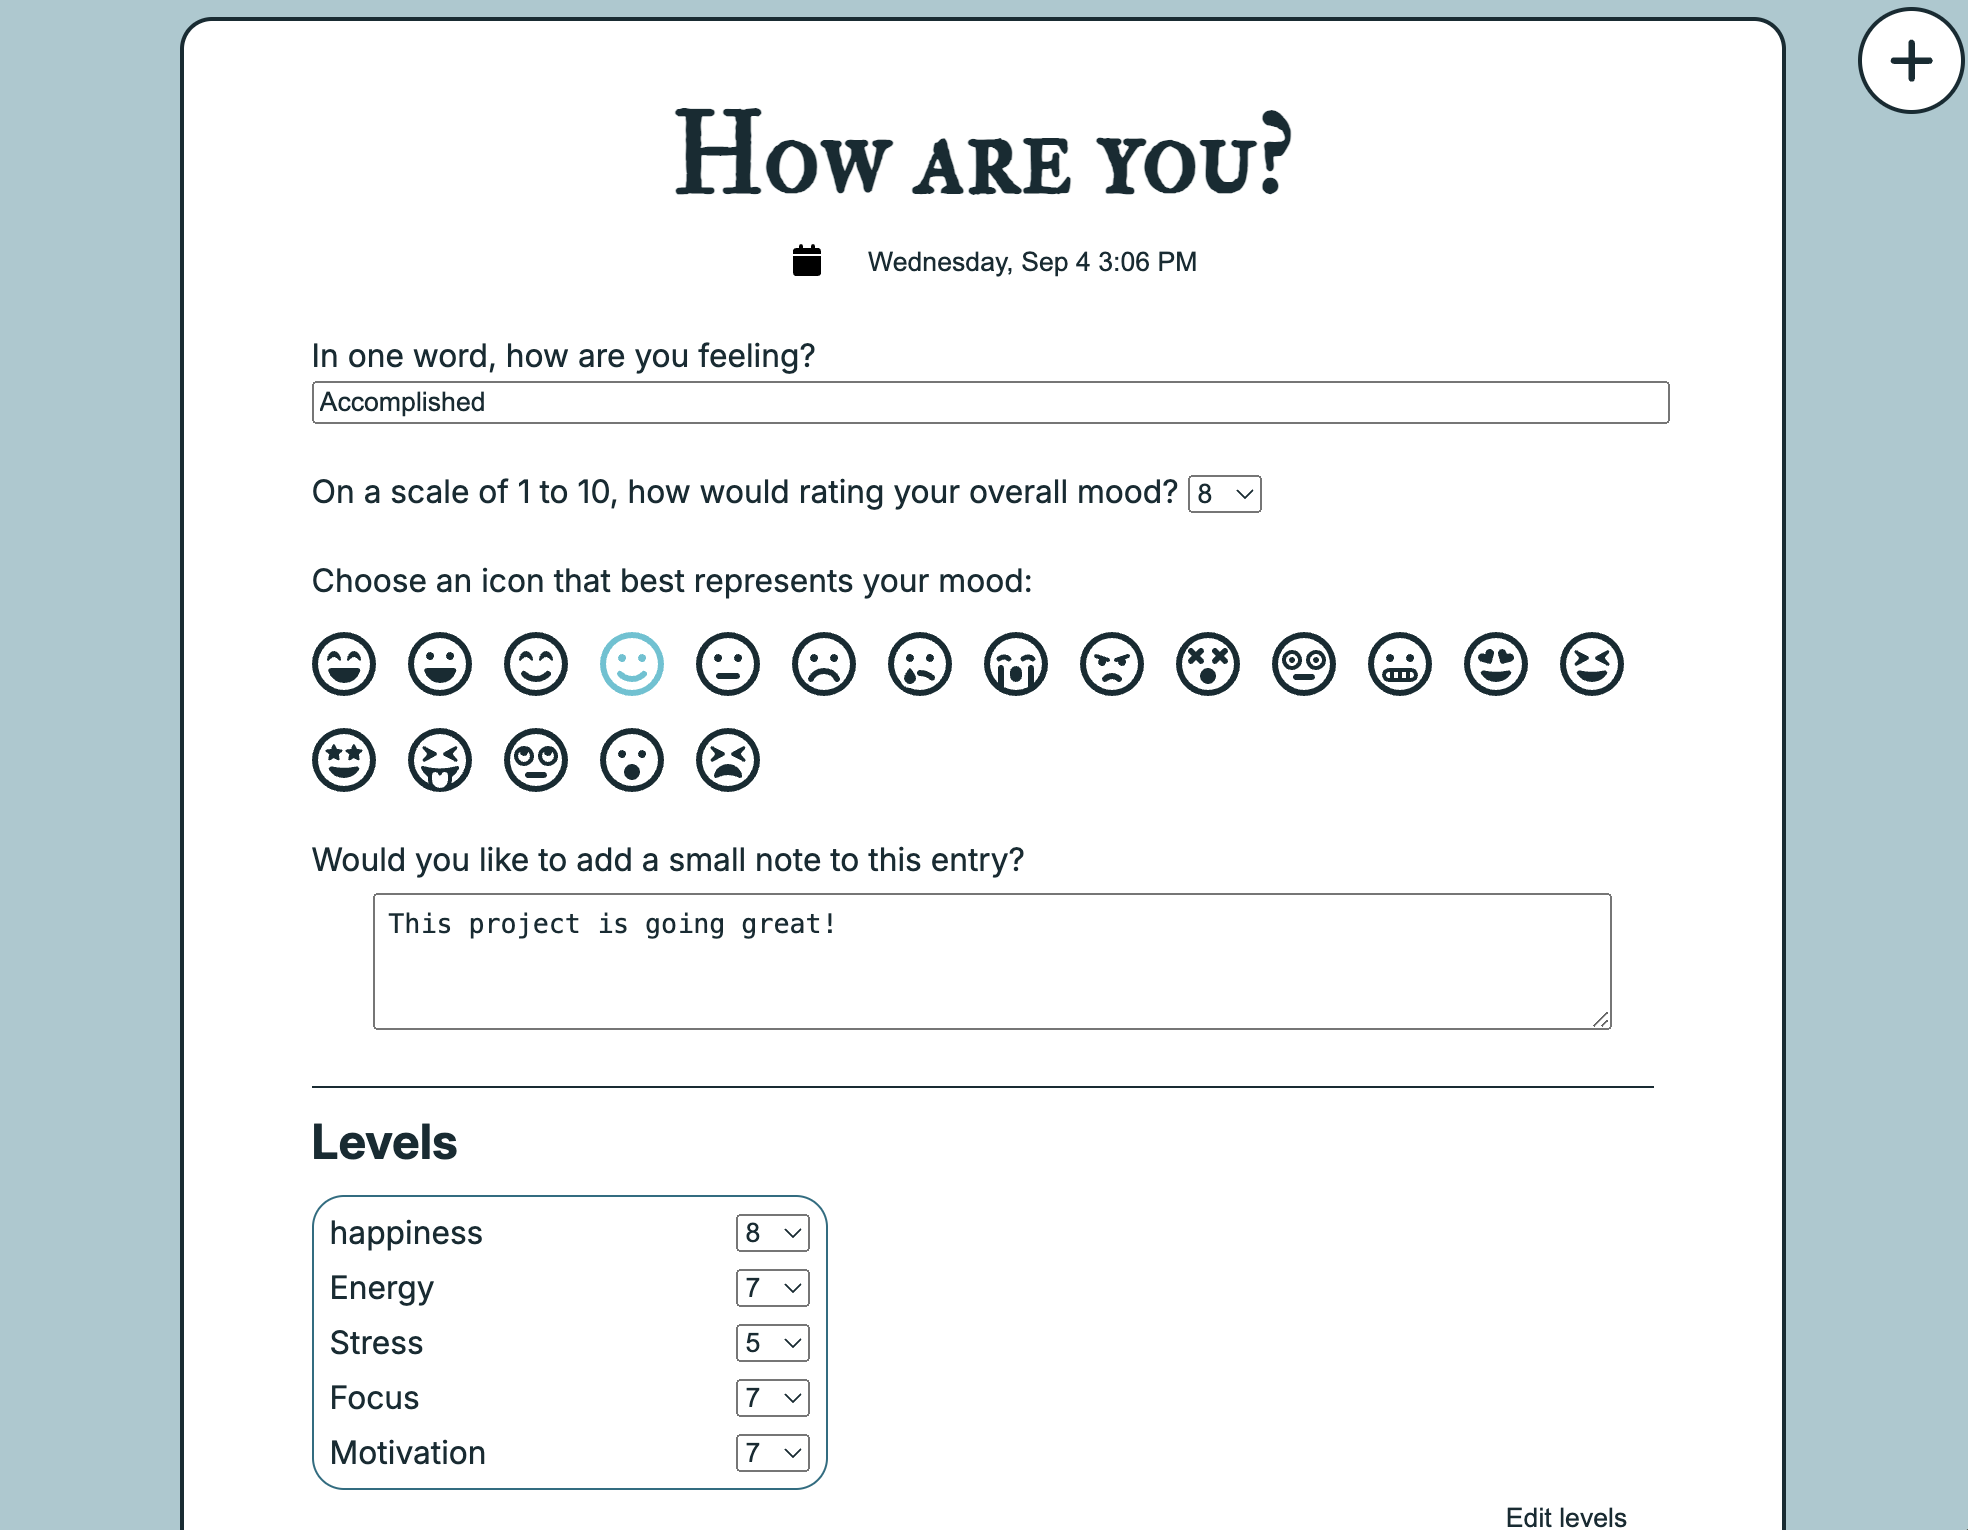 How are you?
Wednesday, Sep 4 3:06 PM
In one word, how are you feeling?
Accomplished
On a scale of 1 to 10, how would rating your overall mood? 8
Choose an icon that best represents your mood:
Would you like to add a small note to this entry?
This project is going great!
Levels
happiness 8
Energy 7
Stress 5
Focus 7
Motivation 7
Edit levels